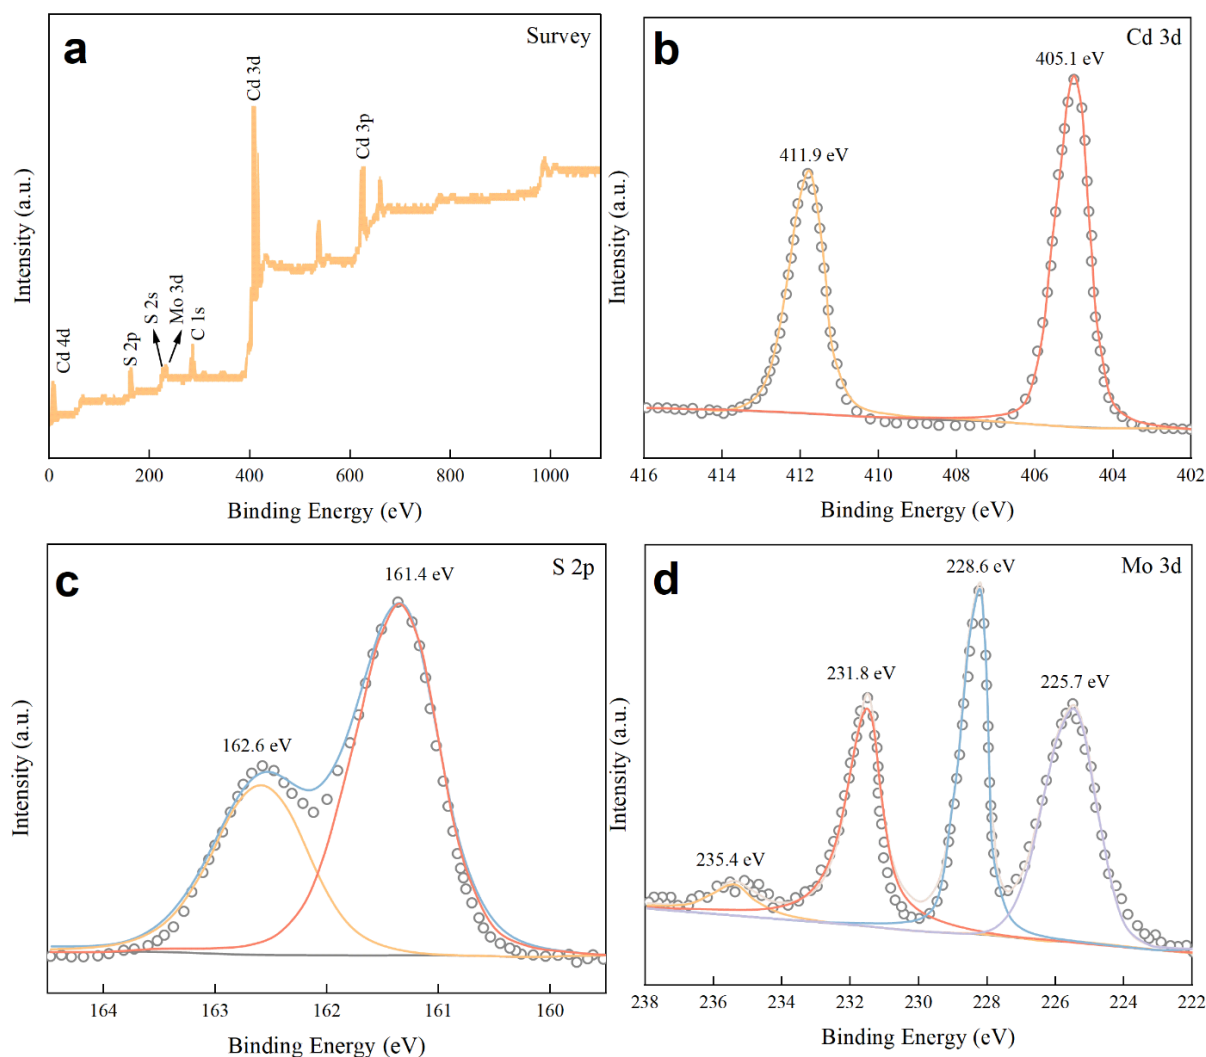 a
Survey
Cd 4d
S 2p
S 2s
Mo 3d
C 1s
Cd 3d
Cd 3p
Intensity (a.u.)
0 200 400 600 800 1000
Binding Energy (eV)
b
Cd 3d
405.1 eV
411.9 eV
Intensity (a.u.)
416 414 412 410 408 406 404 402
Binding Energy (eV)
c
S 2p
161.4 eV
162.6 eV
Intensity (a.u.)
164 163 162 161 160
Binding Energy (eV)
d
Mo 3d
228.6 eV
231.8 eV
225.7 eV
235.4 eV
Intensity (a.u.)
238 236 234 232 230 228 226 224 222
Binding Energy (eV)